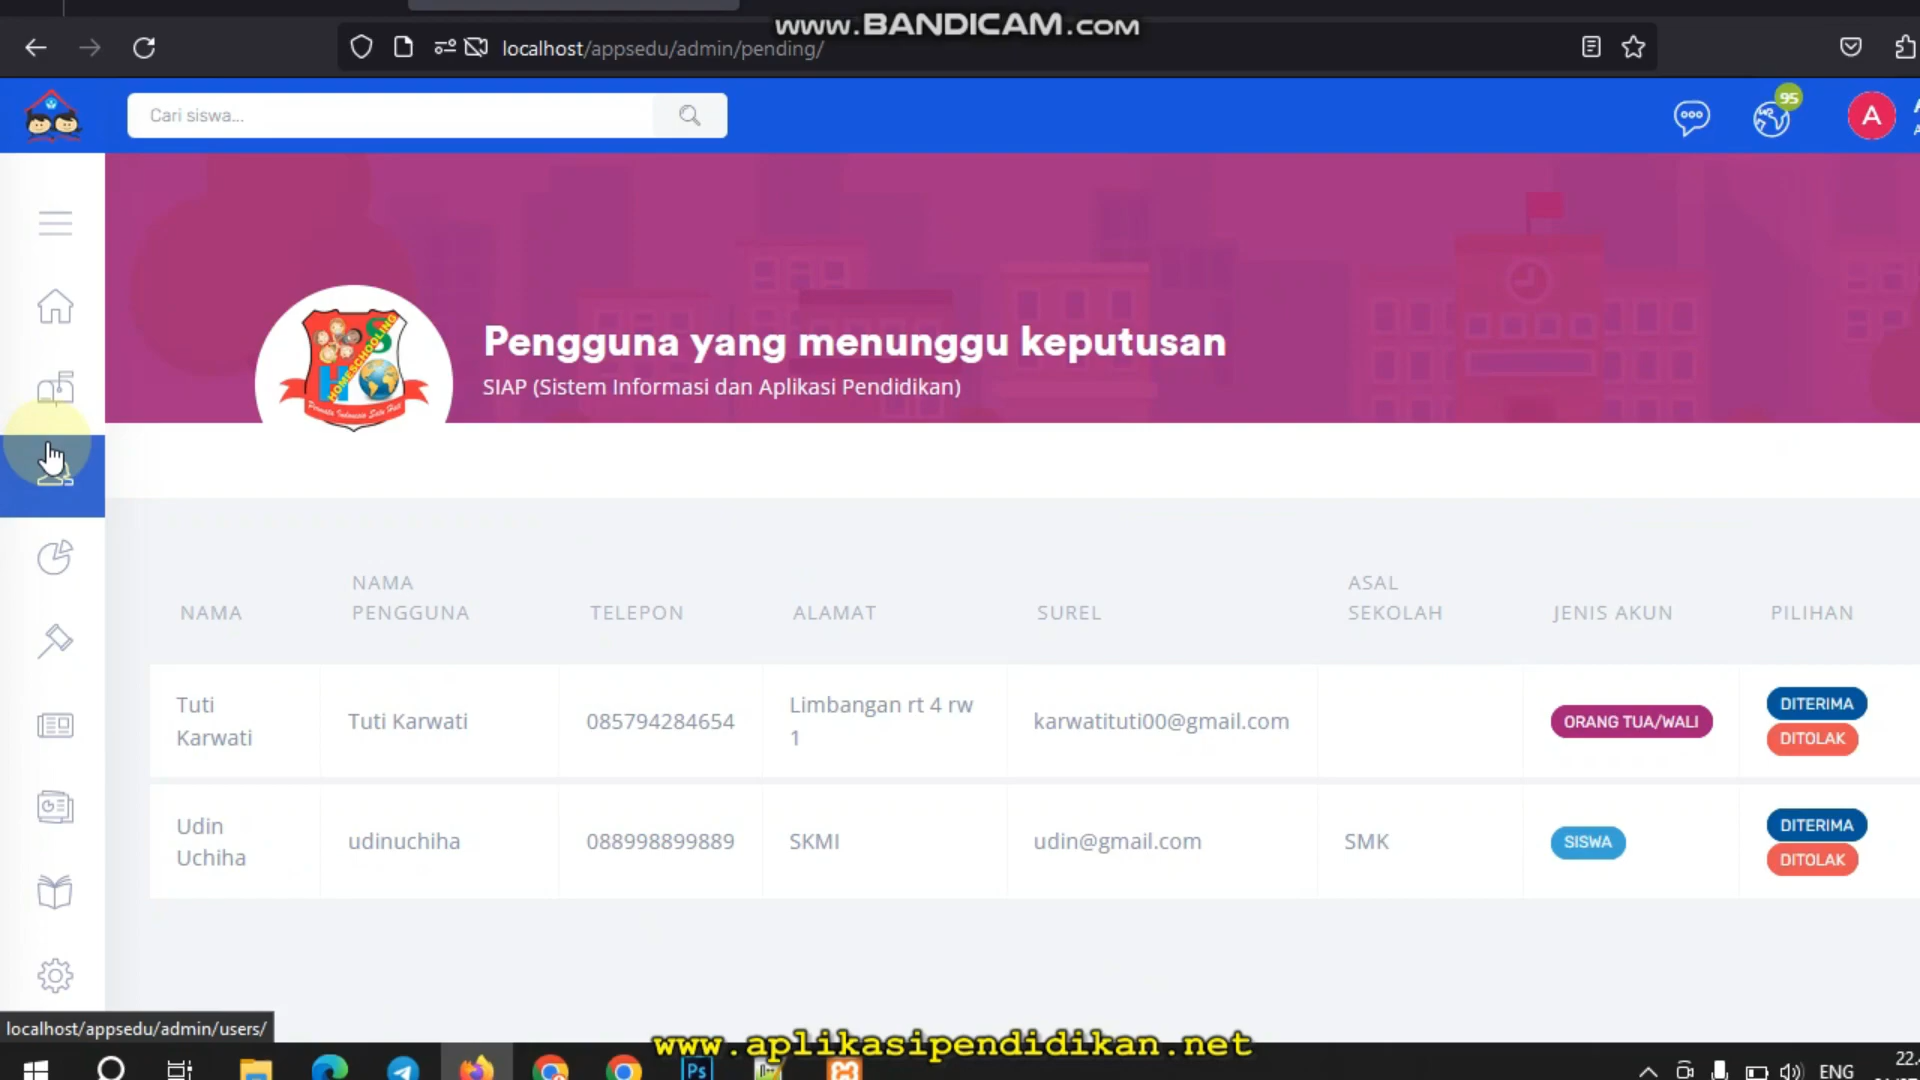 www.BANDICAM.com
localhost/appsedu/admin/pending/
Cari siswa...
95
A
Pengguna yang menunggu keputusan
SIAP (Sistem Informasi dan Aplikasi Pendidikan)
HOMESCHOOLING
NAMA
NAMA
PENGGUNA
TELEPON
ALAMAT
SUREL
ASAL
SEKOLAH
JENIS AKUN
PILIHAN
Tuti
Karwati
Tuti Karwati
085794284654
Limbangan rt 4 rw
1
karwatituti00@gmail.com
ORANG TUA/WALI
DITERIMA
DITOLAK
Udin
Uchiha
udinuchiha
088998899889
SKMI
udin@gmail.com
SMK
SISWA
DITERIMA
DITOLAK
localhost/appsedu/admin/users/
www.aplikasipendidikan.net
Ps
ENG